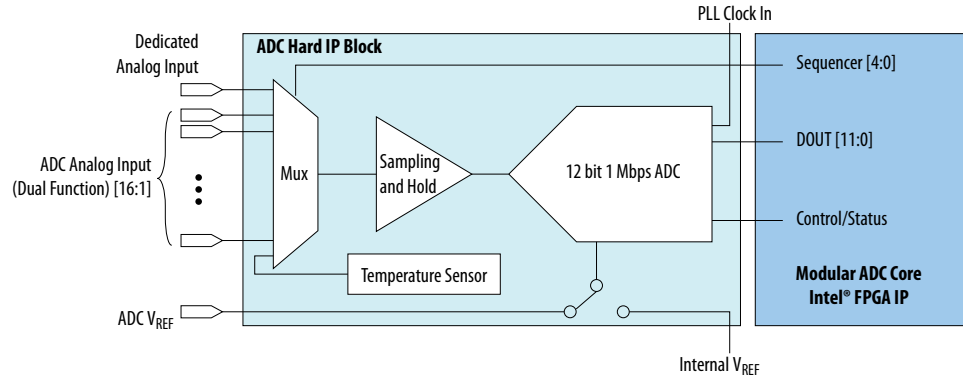 PLL Clock In
Dedicated
Analog Input
ADC Hard IP Block
Sequencer [4:0]
ADC Analog Input
(Dual Function) [16:1]
Mux
Sampling
and Hold
12 bit 1 Mbps ADC
DOUT [11:0]
Control/Status
Temperature Sensor
Modular ADC Core
Intel® FPGA IP
ADC VREF
Internal VREF